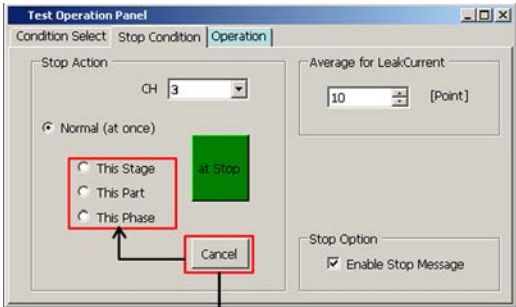 Test Operation Panel
Condition Select Stop Condition Operation
Stop Action
CH 3
Normal (at once)
This Stage
This Part
This Phase
at Stop
Cancel
Average for LeakCurrent
10 [Point]
Stop Option
Enable Stop Message